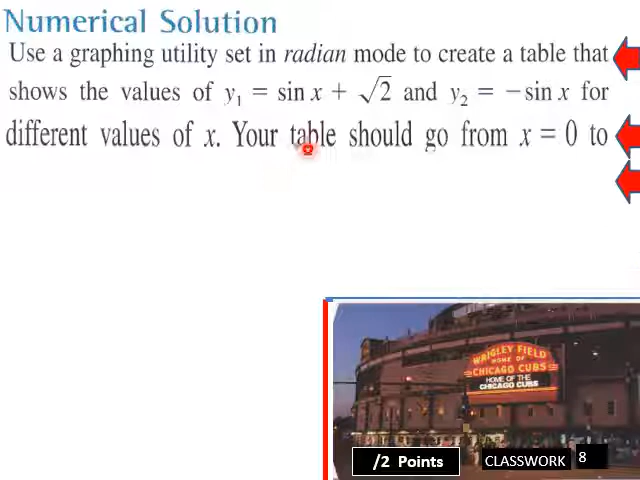 Numerical Solution
Use a graphing utility set in radian mode to create a table that
shows the values of y₁ = sin x + √2 and y₂ = −sin x for
different values of x. Your table should go from x = 0 to
WRIGLEY FIELD
HOME OF
CHICAGO CUBS
HOME OF THE
CHICAGO CUBS
/2 Points
CLASSWORK 8